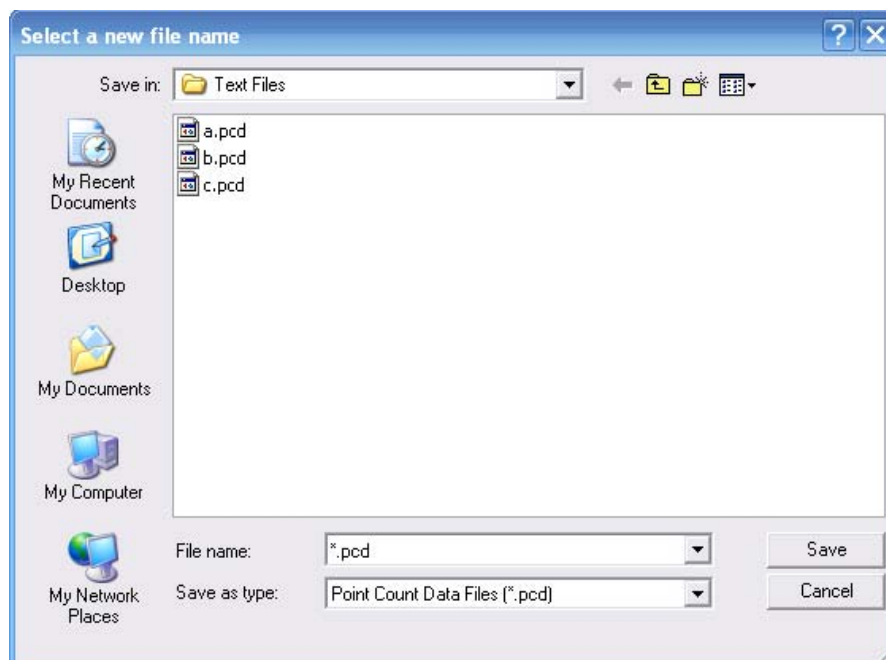 Select a new file name
Save in:
Text Files
a.pcd
b.pcd
c.pcd
My Recent
Documents
Desktop
My Documents
My Computer
My Network
Places
File name:
*.pcd
Save
Save as type:
Point Count Data Files (*.pcd)
Cancel